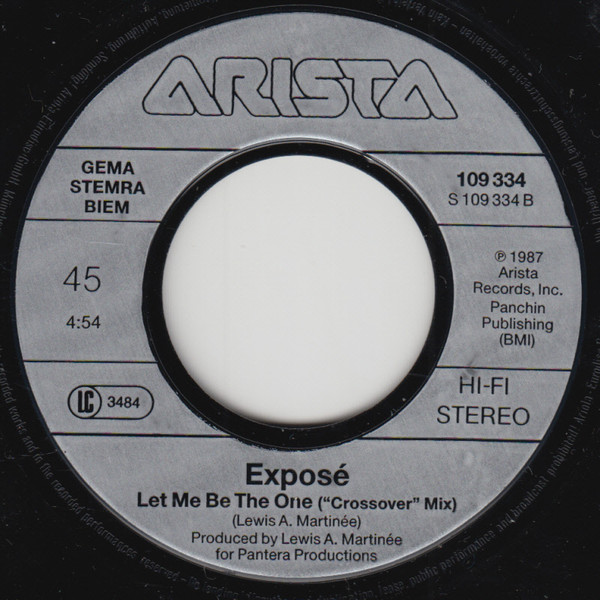 ARISTA
GEMA
STEMRA
BIEM
109 334
S 109 334 B
45
4:54
℗ 1987
Arista
Records, Inc.
Panchin
Publishing
(BMI)
LC 3484
HI-FI
STEREO
Exposé
Let Me Be The One ("Crossover" Mix)
(Lewis A. Martinée)
Produced by Lewis A. Martinée
for Pantera Productions